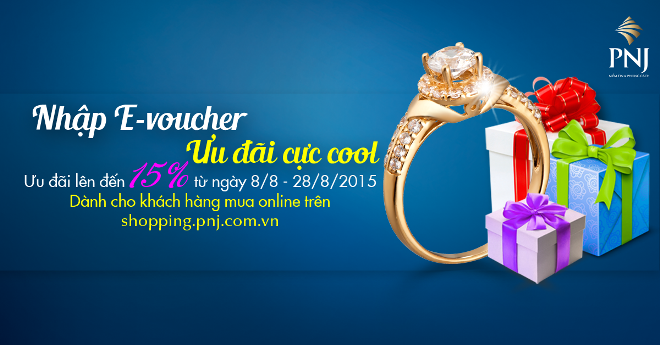 PNJ
Nhập E-voucher
Ưu đãi cực cool
Ưu đãi lên đến 15% từ ngày 8/8 - 28/8/2015
Dành cho khách hàng mua online trên
shopping.pnj.com.vn